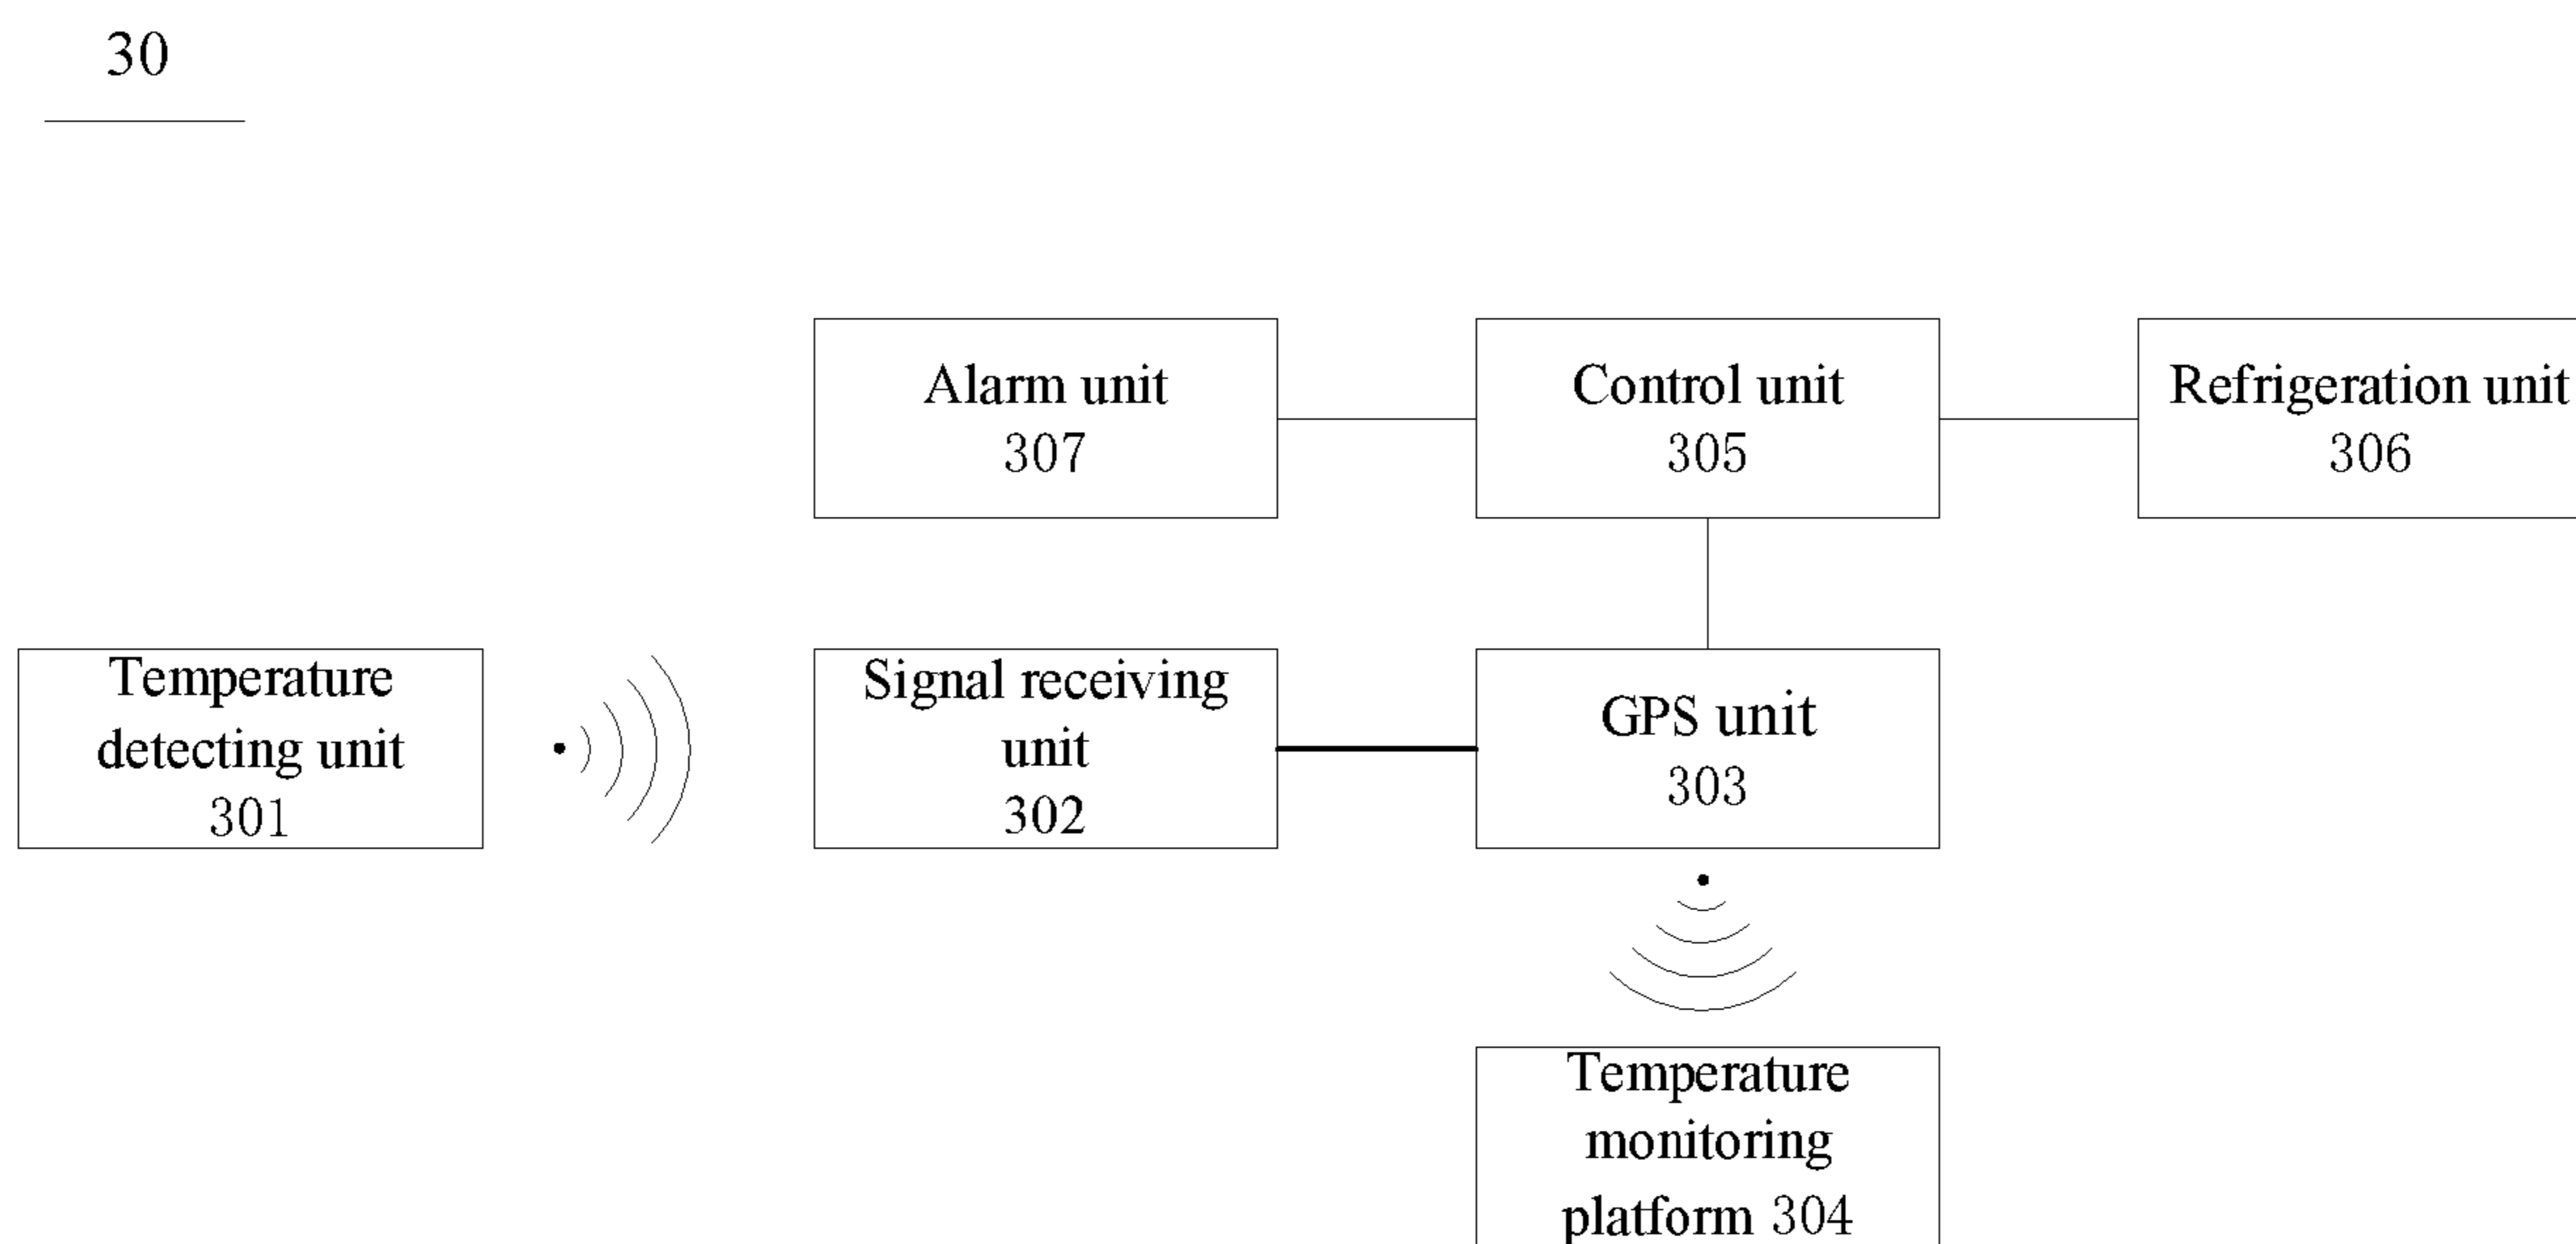 30
Alarm unit
307
Control unit
305
Refrigeration unit
306
Temperature
detecting unit
301
Signal receiving
unit
302
GPS unit
303
Temperature
monitoring
platform 304